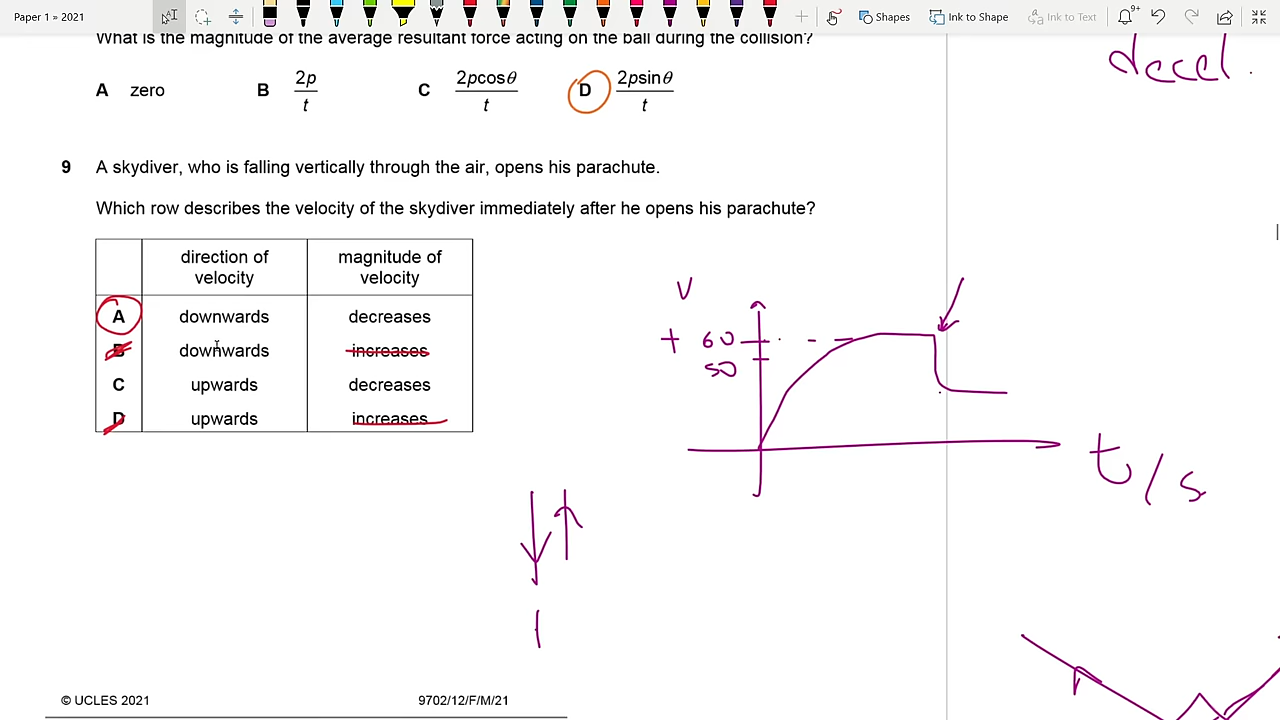 Paper 1 » 2021
Shapes
Ink to Shape
Ink to Text
9+
What is the magnitude of the average resultant force acting on the ball during the collision?
decel.
A zero B 2p/t C 2pcosθ/t D 2psinθ/t
9 A skydiver, who is falling vertically through the air, opens his parachute.
Which row describes the velocity of the skydiver immediately after he opens his parachute?
direction of velocity magnitude of velocity
A downwards decreases
B downwards increases
C upwards decreases
D upwards increases
V
+ 60
50
t/s
© UCLES 2021 9702/12/F/M/21